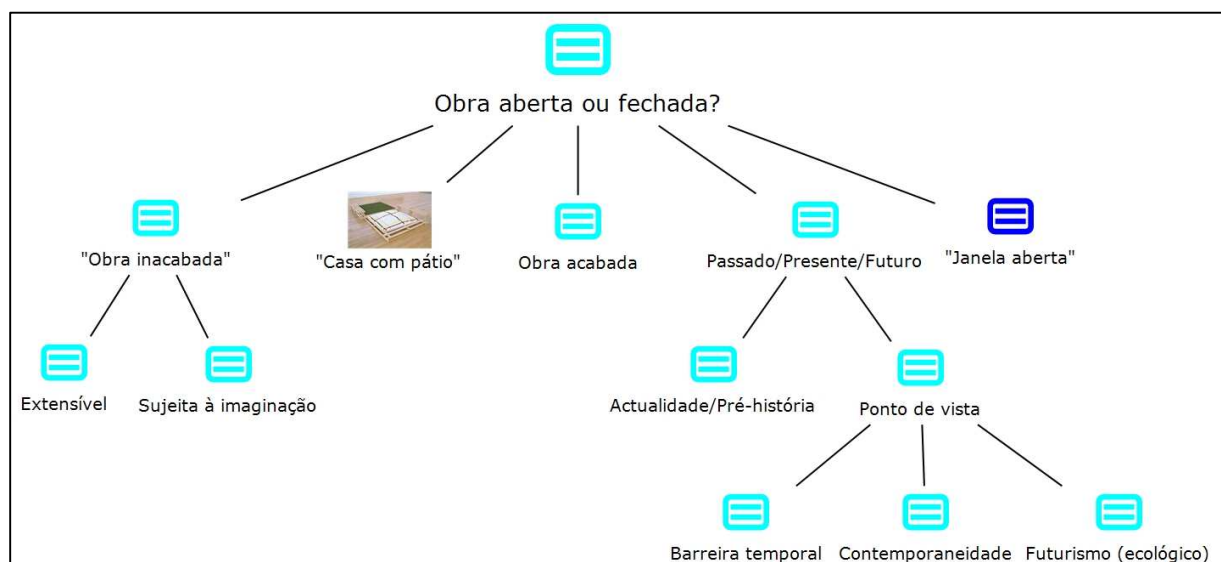 Obra aberta ou fechada?
"Obra inacabada"
"Casa com pátio"
Obra acabada
Passado/Presente/Futuro
"Janela aberta"
Extensível
Sujeita à imaginação
Actualidade/Pré-história
Ponto de vista
Barreira temporal
Contemporaneidade
Futurismo (ecológico)